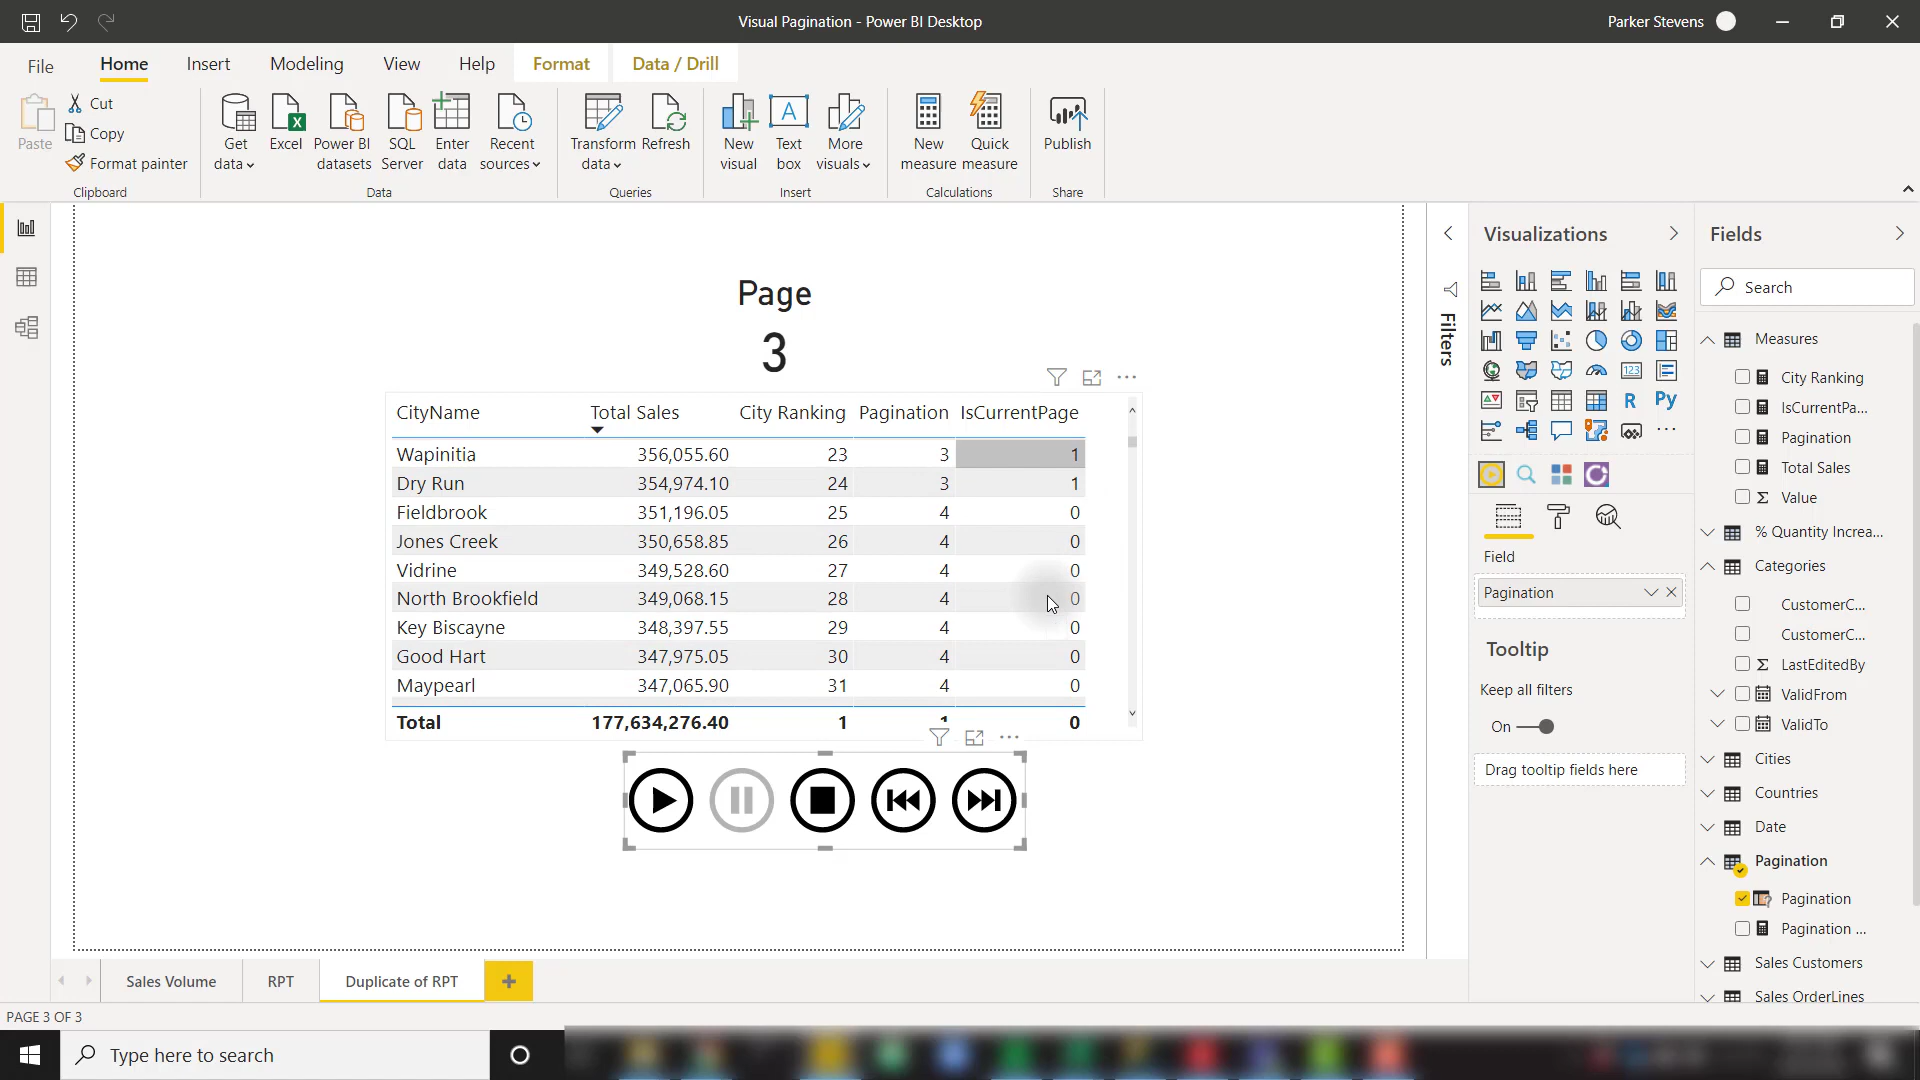 Visual Pagination - Power BI Desktop
Parker Stevens
File Home Insert Modeling View Help Format Data / Drill
Paste
Cut
Copy
Format painter
Clipboard
Get data
Excel
Power BI datasets
SQL Server
Enter data
Recent sources
Data
Transform data
Refresh
Queries
New visual
Text box
More visuals
Insert
New measure
Quick measure
Calculations
Publish
Share
Page
3
CityName Total Sales City Ranking Pagination IsCurrentPage
Wapinitia 356,055.60 23 3 1
Dry Run 354,974.10 24 3 1
Fieldbrook 351,196.05 25 4 0
Jones Creek 350,658.85 26 4 0
Vidrine 349,528.60 27 4 0
North Brookfield 349,068.15 28 4 0
Key Biscayne 348,397.55 29 4 0
Good Hart 347,975.05 30 4 0
Maypearl 347,065.90 31 4 0
Total 177,634,276.40 1 1 0
Filters
Visualizations
123
R
Py
Field
Pagination
Tooltip
Keep all filters
On
Drag tooltip fields here
Fields
Search
Measures
City Ranking
IsCurrentPa...
Pagination
Total Sales
Value
% Quantity Increa...
Categories
CustomerC...
CustomerC...
LastEditedBy
ValidFrom
ValidTo
Cities
Countries
Date
Pagination
Pagination
Pagination ...
Sales Customers
Sales OrderLines
Sales Volume RPT Duplicate of RPT
PAGE 3 OF 3
Type here to search